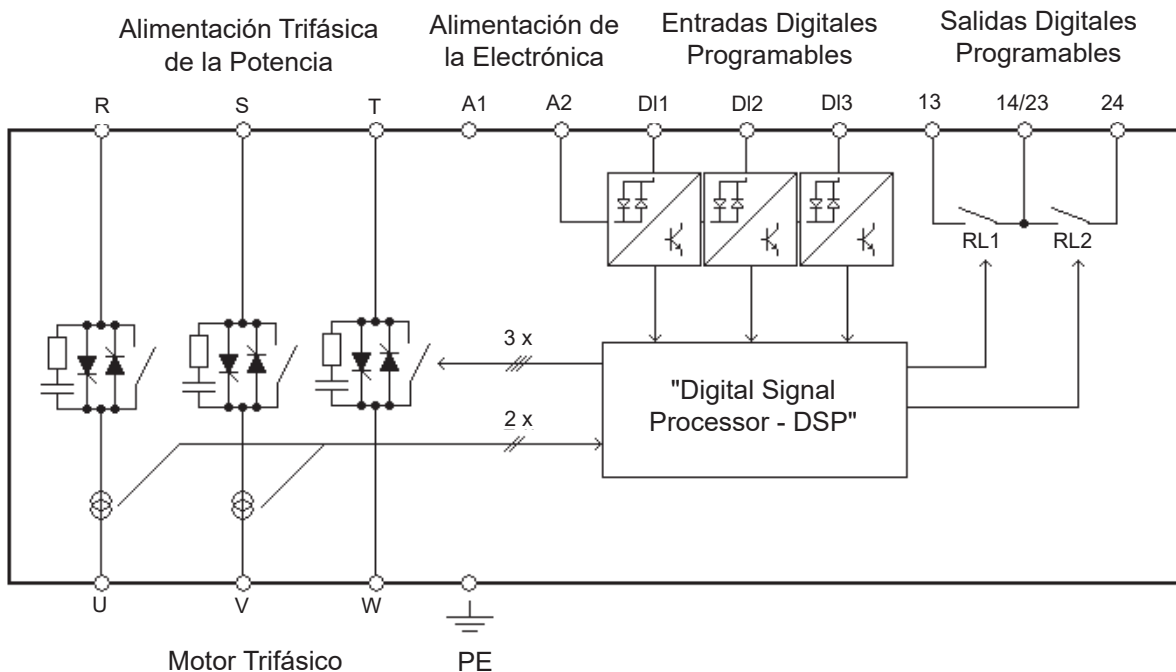 Alimentación Trifásica
de la Potencia
Alimentación de
la Electrónica
Entradas Digitales
Programables
Salidas Digitales
Programables
R
S
T
A1
A2
DI1
DI2
DI3
13
14/23
24
RL1
RL2
3 x
2 x
"Digital Signal
Processor - DSP"
U
V
W
Motor Trifásico
PE